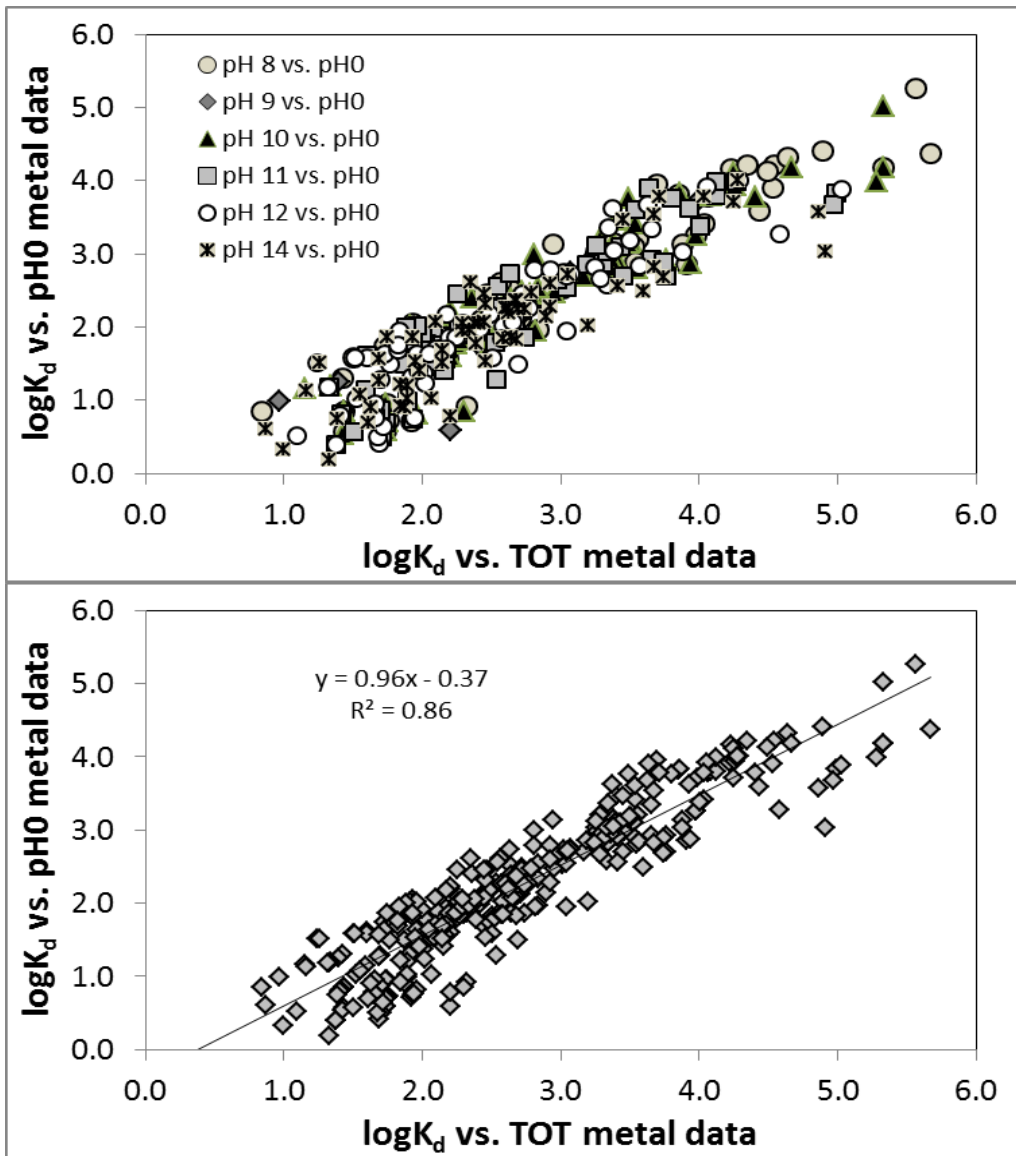 6.0
5.0
4.0
3.0
2.0
1.0
0.0
logKd vs. pH0 metal data
pH 8 vs. pH0
pH 9 vs. pH0
pH 10 vs. pH0
pH 11 vs. pH0
pH 12 vs. pH0
pH 14 vs. pH0
0.0 1.0 2.0 3.0 4.0 5.0 6.0
logKd vs. TOT metal data
6.0
5.0
4.0
3.0
2.0
1.0
0.0
logKd vs. pH0 metal data
y = 0.96x - 0.37
R² = 0.86
0.0 1.0 2.0 3.0 4.0 5.0 6.0
logKd vs. TOT metal data